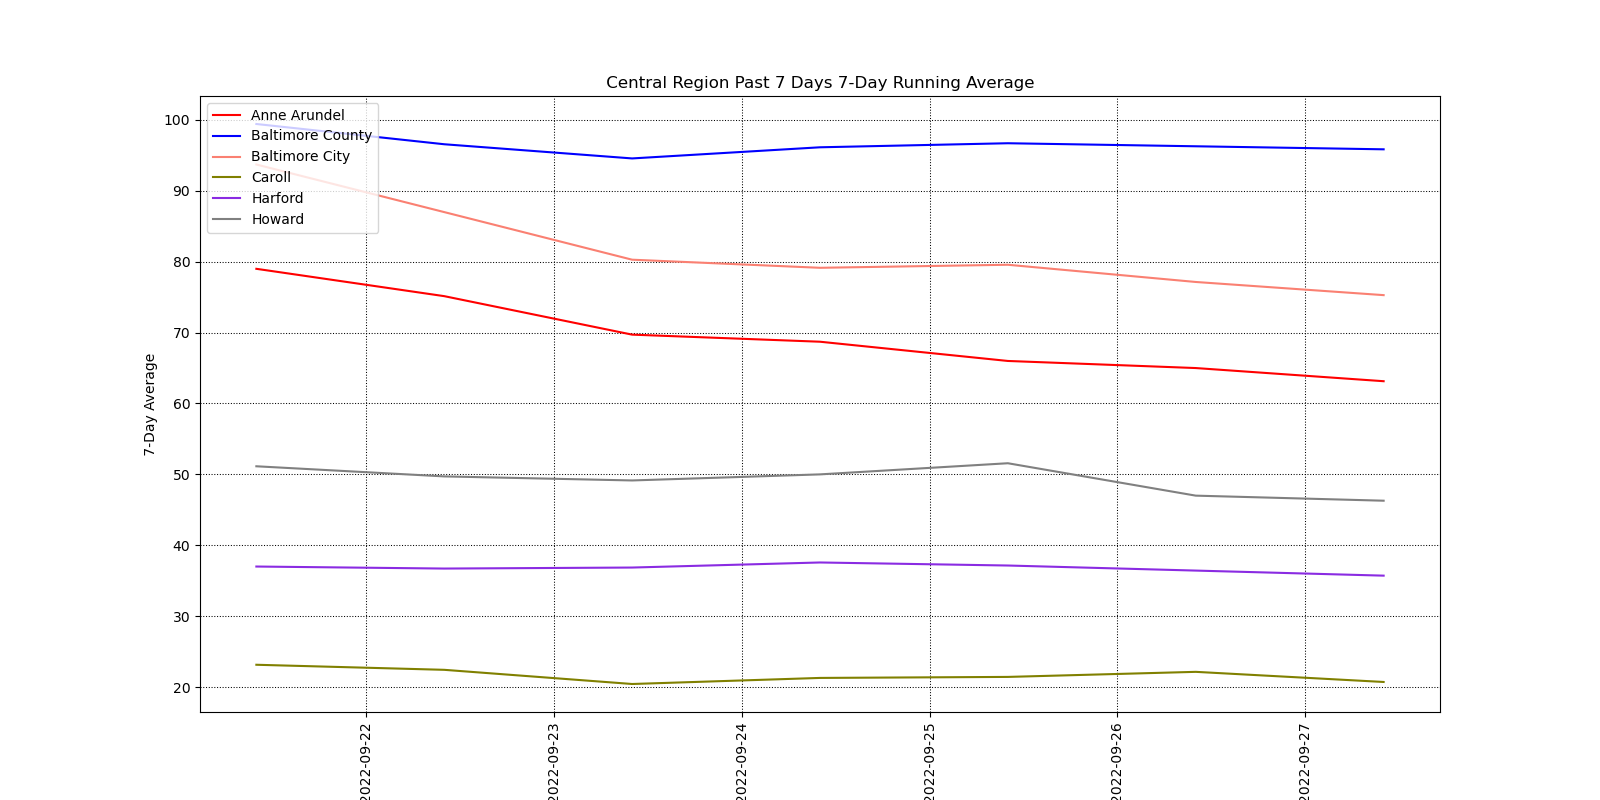 Central Region Past 7 Days 7-Day Running Average
Anne Arundel
Baltimore County
Baltimore City
Caroll
Harford
Howard
7-Day Average
100
90
80
70
60
50
40
30
20
2022-09-22
2022-09-23
2022-09-24
2022-09-25
2022-09-26
2022-09-27